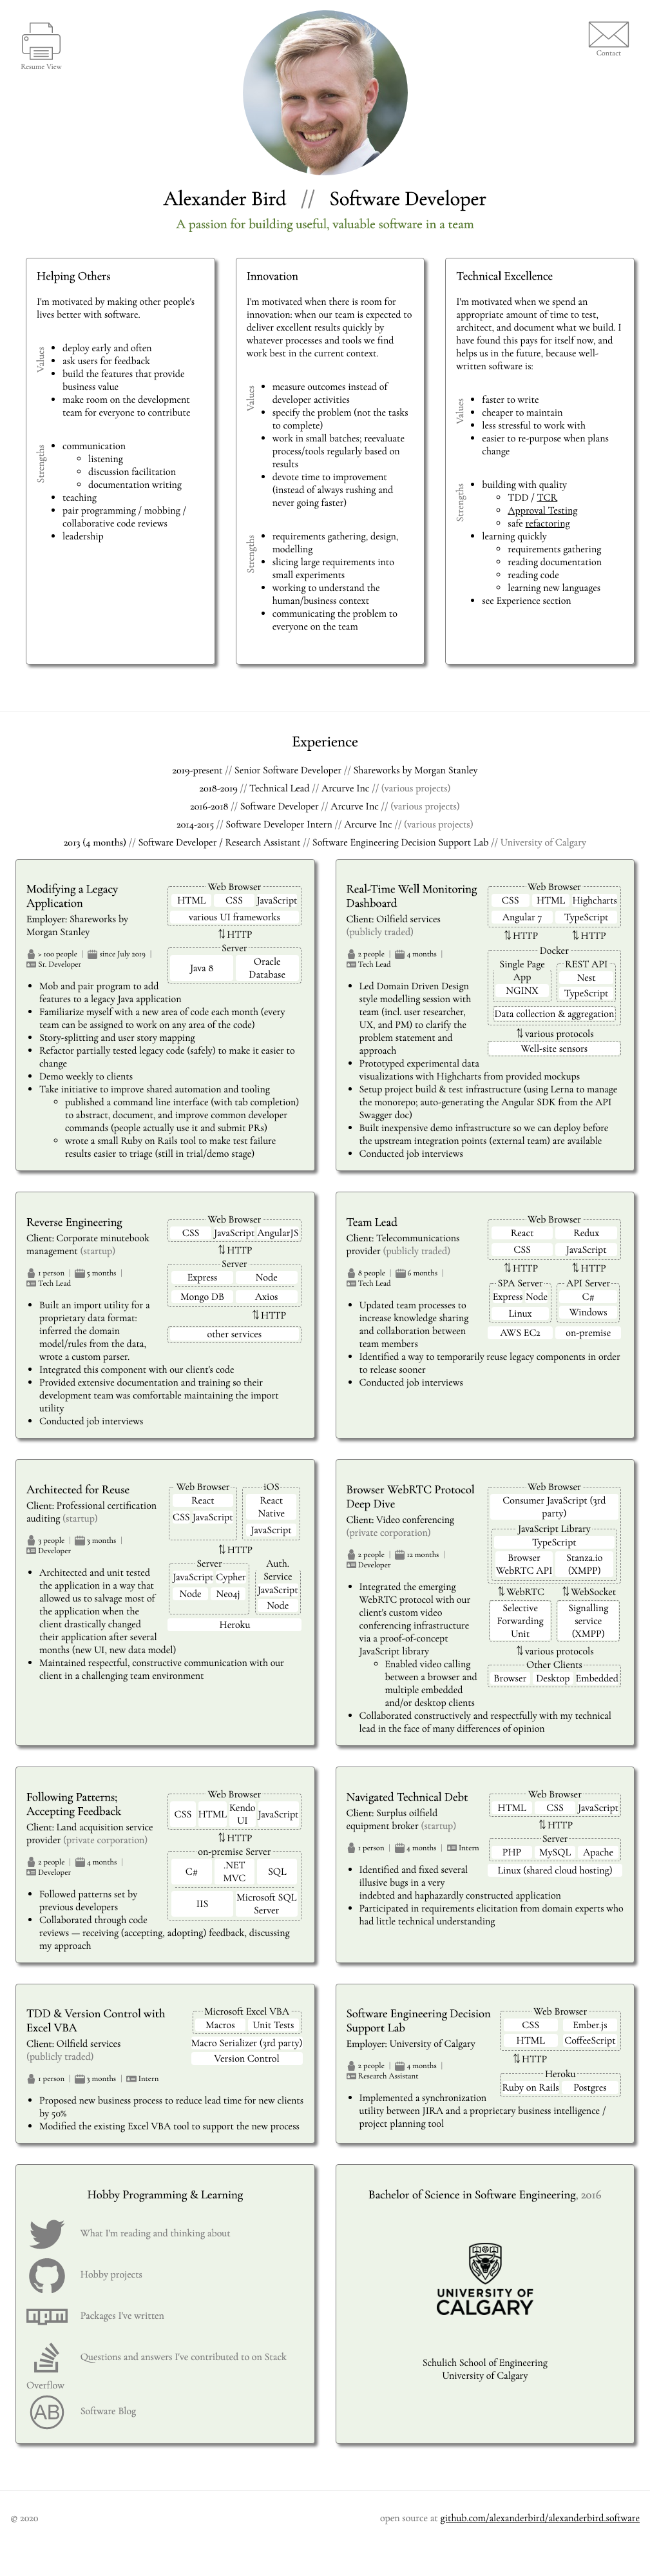 Resume View
Contact
Alexander Bird // Software Developer
A passion for building useful, valuable software in a team
Helping Others
I'm motivated by making other people's
lives better with software.
Values
• deploy early and often
• ask users for feedback
• build the features that provide
business value
• make room on the development
team for everyone to contribute
Strengths
• communication
◦ listening
◦ discussion facilitation
◦ documentation writing
• teaching
• pair programming / mobbing /
collaborative code reviews
• leadership
Innovation
I'm motivated when there is room for
innovation: when our team is expected to
deliver excellent results quickly by
whatever processes and tools we find
work best in the current context.
Values
• measure outcomes instead of
developer activities
• specify the problem (not the tasks
to complete)
• work in small batches; reevaluate
process/tools regularly based on
results
• devote time to improvement
(instead of always rushing and
never going faster)
Strengths
• requirements gathering, design,
modelling
• slicing large requirements into
small experiments
• working to understand the
human/business context
• communicating the problem to
everyone on the team
Technical Excellence
I'm motivated when we spend an
appropriate amount of time to test,
architect, and document what we build. I
have found this pays for itself now, and
helps us in the future, because well-
written software is:
Values
• faster to write
• cheaper to maintain
• less stressful to work with
• easier to re-purpose when plans
change
Strengths
• building with quality
◦ TDD / TCR
◦ Approval Testing
◦ safe refactoring
• learning quickly
◦ requirements gathering
◦ reading documentation
◦ reading code
◦ learning new languages
• see Experience section
Experience
2019-present // Senior Software Developer // Shareworks by Morgan Stanley
2018-2019 // Technical Lead // Arcurve Inc // (various projects)
2016-2018 // Software Developer // Arcurve Inc // (various projects)
2014-2015 // Software Developer Intern // Arcurve Inc // (various projects)
2013 (4 months) // Software Developer / Research Assistant // Software Engineering Decision Support Lab // University of Calgary
Modifying a Legacy
Application
Employer: Shareworks by
Morgan Stanley
> 100 people | since July 2019 |
Sr. Developer
Web Browser
HTML CSS JavaScript
various UI frameworks
⇅ HTTP
Server
Java 8 Oracle
Database
• Mob and pair program to add
features to a legacy Java application
• Familiarize myself with a new area of code each month (every
team can be assigned to work on any area of the code)
• Story-splitting and user story mapping
• Refactor partially tested legacy code (safely) to make it easier to
change
• Demo weekly to clients
• Take initiative to improve shared automation and tooling
◦ published a command line interface (with tab completion)
to abstract, document, and improve common developer
commands (people actually use it and submit PRs)
◦ wrote a small Ruby on Rails tool to make test failure
results easier to triage (still in trial/demo stage)
Real-Time Well Monitoring
Dashboard
Client: Oilfield services
(publicly traded)
2 people | 4 months |
Tech Lead
Web Browser
CSS HTML Highcharts
Angular 7 TypeScript
⇅ HTTP ⇅ HTTP
Docker
Single Page
App
NGINX
REST API
Nest
TypeScript
Data collection & aggregation
⇅ various protocols
Well-site sensors
• Led Domain Driven Design
style modelling session with
team (incl. user researcher,
UX, and PM) to clarify the
problem statement and
approach
• Prototyped experimental data
visualizations with Highcharts from provided mockups
• Setup project build & test infrastructure (using Lerna to manage
the monorepo; auto-generating the Angular SDK from the API
Swagger doc)
• Built inexpensive demo infrastructure so we can deploy before
the upstream integration points (external team) are available
• Conducted job interviews
Reverse Engineering
Client: Corporate minutebook
management (startup)
1 person | 5 months |
Tech Lead
Web Browser
CSS JavaScript AngularJS
⇅ HTTP
Server
Express Node
Mongo DB Axios
⇅ HTTP
other services
• Built an import utility for a
proprietary data format:
inferred the domain
model/rules from the data,
wrote a custom parser.
• Integrated this component with our client's code
• Provided extensive documentation and training so their
development team was comfortable maintaining the import
utility
• Conducted job interviews
Team Lead
Client: Telecommunications
provider (publicly traded)
8 people | 6 months |
Tech Lead
Web Browser
React Redux
CSS JavaScript
⇅ HTTP ⇅ HTTP
SPA Server API Server
Express Node C#
Linux Windows
AWS EC2 on-premise
• Updated team processes to
increase knowledge sharing
and collaboration between
team members
• Identified a way to temporarily reuse legacy components in order
to release sooner
• Conducted job interviews
Architected for Reuse
Client: Professional certification
auditing (startup)
3 people | 3 months |
Developer
Web Browser
React
CSS JavaScript
iOS
React
Native
JavaScript
⇅ HTTP
Server
JavaScript Cypher
Node Neo4j
Auth.
Service
JavaScript
Node
Heroku
• Architected and unit tested
the application in a way that
allowed us to salvage most of
the application when the
client drastically changed
their application after several
months (new UI, new data model)
• Maintained respectful, constructive communication with our
client in a challenging team environment
Browser WebRTC Protocol
Deep Dive
Client: Video conferencing
(private corporation)
2 people | 12 months |
Developer
Web Browser
Consumer JavaScript (3rd
party)
JavaScript Library
TypeScript
Browser
WebRTC API
Stanza.io
(XMPP)
⇅ WebRTC ⇅ WebSocket
Selective
Forwarding
Unit
Signalling
service
(XMPP)
⇅ various protocols
Other Clients
Browser Desktop Embedded
• Integrated the emerging
WebRTC protocol with our
client's custom video
conferencing infrastructure
via a proof-of-concept
JavaScript library
◦ Enabled video calling
between a browser and
multiple embedded
and/or desktop clients
• Collaborated constructively and respectfully with my technical
lead in the face of many differences of opinion
Following Patterns;
Accepting Feedback
Client: Land acquisition service
provider (private corporation)
2 people | 4 months |
Developer
Web Browser
CSS HTML Kendo
UI JavaScript
⇅ HTTP
on-premise Server
C# .NET
MVC SQL
IIS Microsoft SQL
Server
• Followed patterns set by
previous developers
• Collaborated through code
reviews — receiving (accepting, adopting) feedback, discussing
my approach
Navigated Technical Debt
Client: Surplus oilfield
equipment broker (startup)
1 person | 4 months | Intern
Web Browser
HTML CSS JavaScript
⇅ HTTP
Server
PHP MySQL Apache
Linux (shared cloud hosting)
• Identified and fixed several
illusive bugs in a very
indebted and haphazardly constructed application
• Participated in requirements elicitation from domain experts who
had little technical understanding
TDD & Version Control with
Excel VBA
Client: Oilfield services
(publicly traded)
1 person | 3 months | Intern
Microsoft Excel VBA
Macros Unit Tests
Macro Serializer (3rd party)
Version Control
• Proposed new business process to reduce lead time for new clients
by 50%
• Modified the existing Excel VBA tool to support the new process
Software Engineering Decision
Support Lab
Employer: University of Calgary
2 people | 4 months |
Research Assistant
Web Browser
CSS Ember.js
HTML CoffeeScript
⇅ HTTP
Heroku
Ruby on Rails Postgres
• Implemented a synchronization
utility between JIRA and a proprietary business intelligence /
project planning tool
Hobby Programming & Learning
What I'm reading and thinking about
Hobby projects
npm
Packages I've written
Questions and answers I've contributed to on Stack
Overflow
AB
Software Blog
Bachelor of Science in Software Engineering, 2016
UNIVERSITY OF
CALGARY
Schulich School of Engineering
University of Calgary
© 2020
open source at github.com/alexanderbird/alexanderbird.software